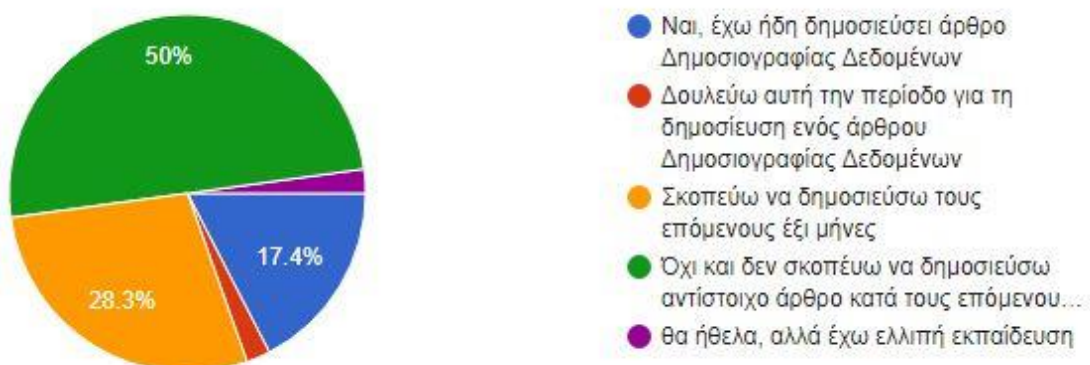 50%
17.4%
28.3%
Ναι, έχω ήδη δημοσιεύσει άρθρο
Δημοσιογραφίας Δεδομένων
Δουλεύω αυτή την περίοδο για τη
δημοσίευση ενός άρθρου
Δημοσιογραφίας Δεδομένων
Σκοπεύω να δημοσιεύσω τους
επόμενους έξι μήνες
Όχι και δεν σκοπέυω να δημοσιεύσω
αντίστοιχο άρθρο κατά τους επόμενου…
θα ήθελα, αλλά έχω ελλιπή εκπαίδευση